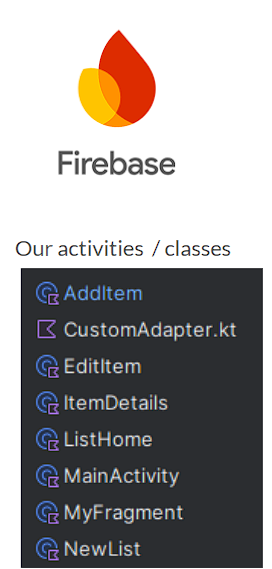 Firebase
Our activities / classes
AddItem
CustomAdapter.kt
EditItem
ItemDetails
ListHome
MainActivity
MyFragment
NewList